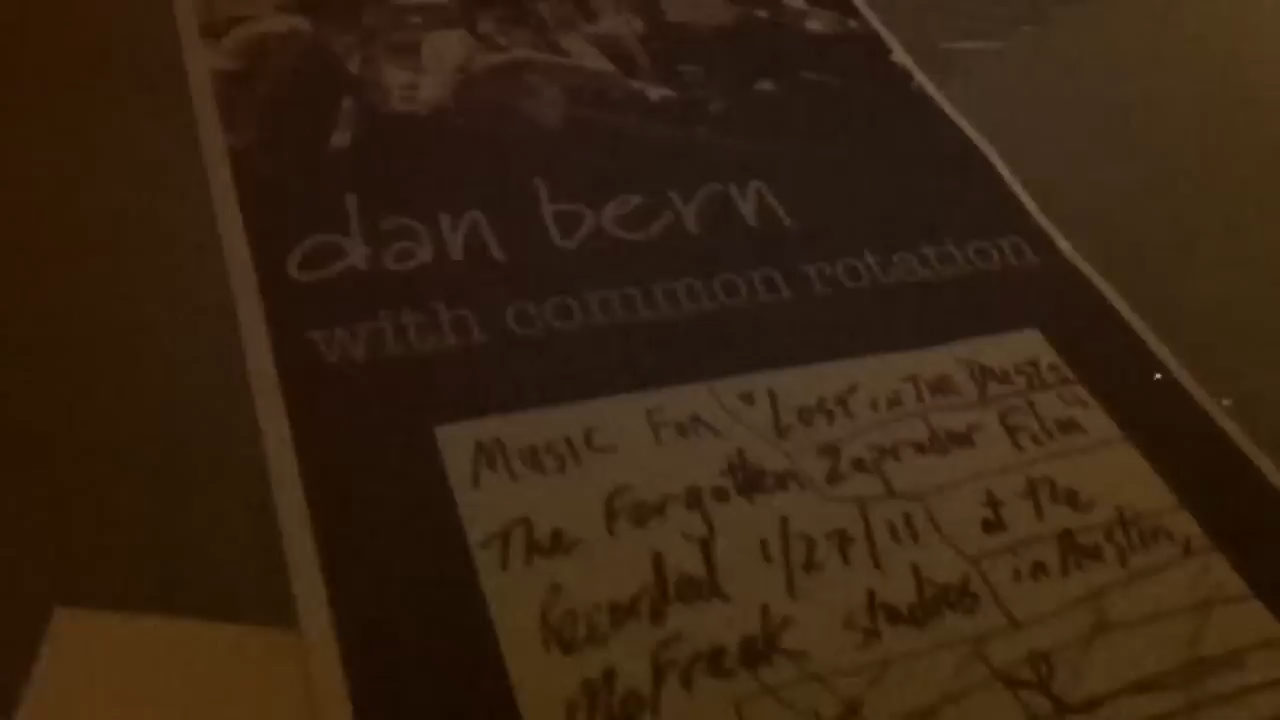 dan bern
with common rotation
Music For "Lost in The
The Forgotten Zapruder Film"
Recorded 1/27/11 at the
Freak studios in Austin,